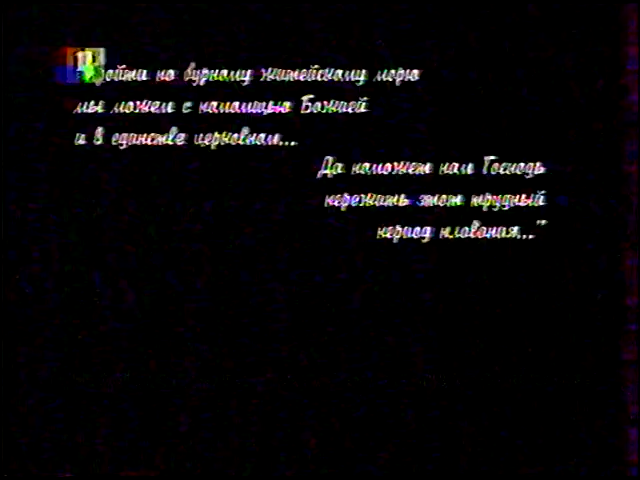 Пройти по бурному житейскому морю
мы можем с помощью Божией
и в единстве церковном...
Да поможет нам Господь
пережить этот трудный
период плавания..."